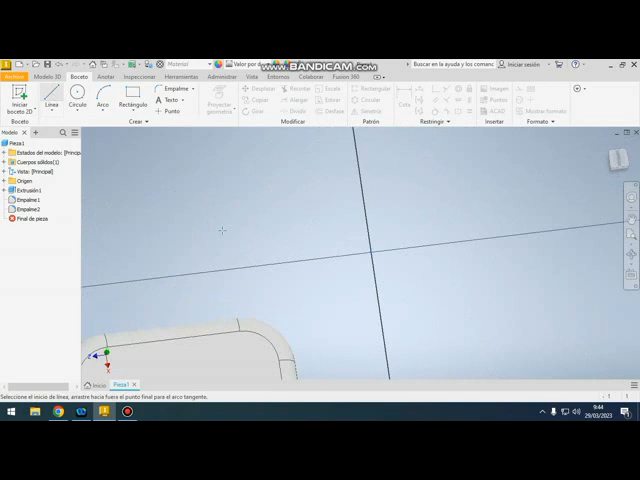 www.BANDICAM.com
Material
Valor por d
Buscar en la ayuda y los comanc
Iniciar sesión
Archivo Modelo 3D Boceto Anotar Inspeccionar Herramientas Administrar Vista Entornos Colaborar Fusion 360
Iniciar boceto 2D
Línea Círculo Arco Rectángulo
Empalme
Texto
Punto
Proyectar geometría
Desplazar Recortar Escala
Copiar Alargar Estirar
Girar Dividir Desfase
Rectangular
Circular
Simetría
Cota
Imagen
Puntos
ACAD
Mostrar formato
Boceto Crear Modificar Patrón Restringir Insertar Formato
Modelo
Pieza1
Estados del modelo: [Princip
Cuerpos sólidos(1)
Vista: [Principal]
Origen
Extrusión1
Empalme1
Empalme2
Final de pieza
Z
X
Inicio Pieza1
Seleccione el inicio de línea, arrastre hacia fuera el punto final para el arco tangente.
1 1
9:44
29/03/2023